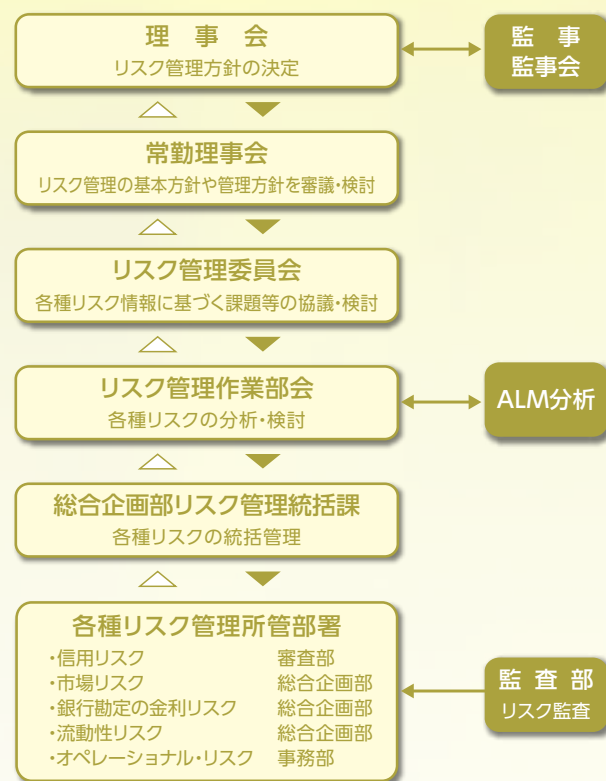 理 事 会
リスク管理方針の決定
監 事
監事会
常勤理事会
リスク管理の基本方針や管理方針を審議・検討
リスク管理委員会
各種リスク情報に基づく課題等の協議・検討
リスク管理作業部会
各種リスクの分析・検討
ALM分析
総合企画部リスク管理統括課
各種リスクの統括管理
各種リスク管理所管部署
・信用リスク 審査部
・市場リスク 総合企画部
・銀行勘定の金利リスク 総合企画部
・流動性リスク 総合企画部
・オペレーショナル・リスク 事務部
監 査 部
リスク監査